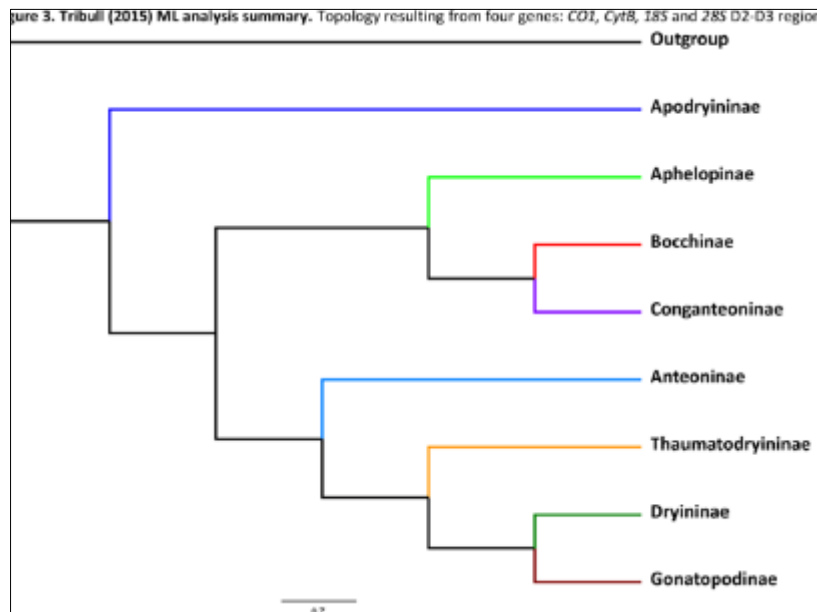 gure 3. Tribull (2015) ML analysis summary. Topology resulting from four genes: CO1, CytB, 18S and 28S D2-D3 region
Outgroup
Apodryininae
Aphelopinae
Bocchinae
Conganteoninae
Anteoninae
Thaumatodryininae
Dryininae
Gonatopodinae